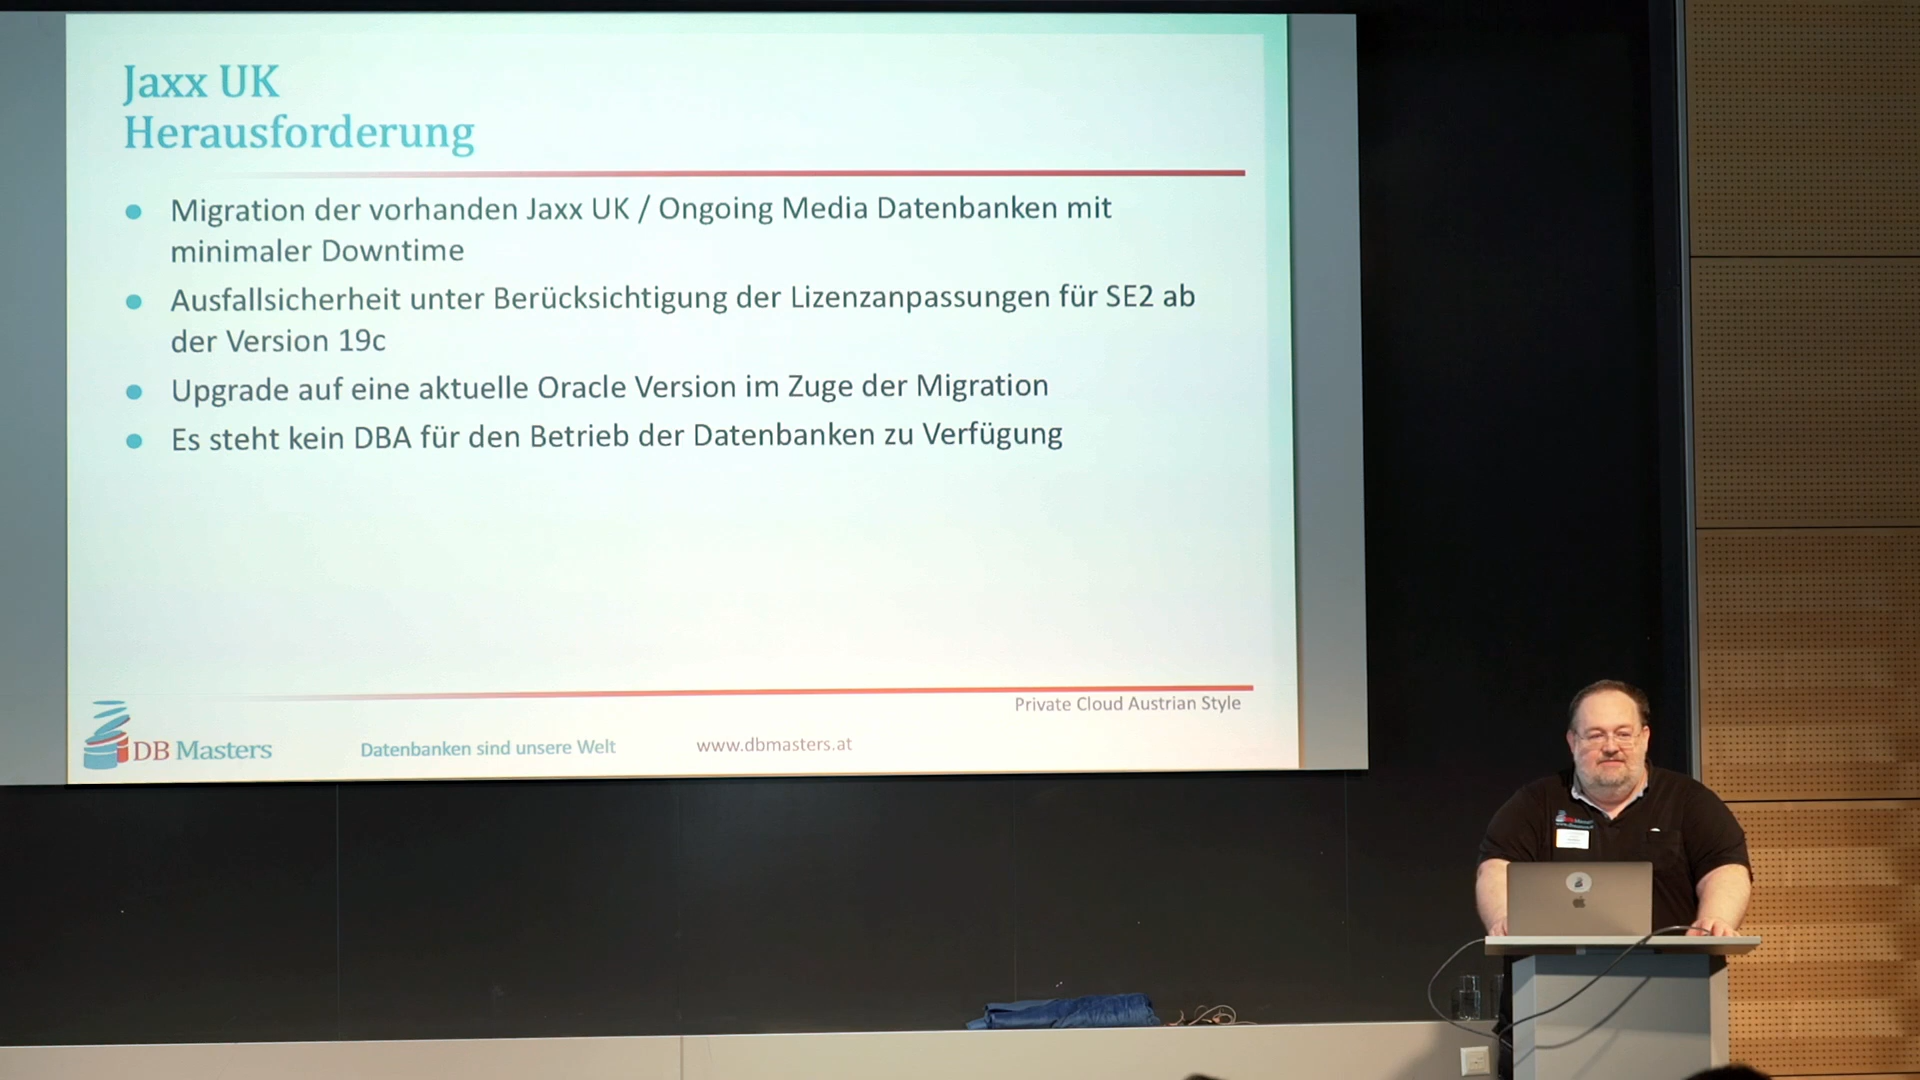 Jaxx UK
Herausforderung
Migration der vorhanden Jaxx UK / Ongoing Media Datenbanken mit
minimaler Downtime
Ausfallsicherheit unter Berücksichtigung der Lizenzanpassungen für SE2 ab
der Version 19c
Upgrade auf eine aktuelle Oracle Version im Zuge der Migration
Es steht kein DBA für den Betrieb der Datenbanken zu Verfügung
Private Cloud Austrian Style
DB Masters
Datenbanken sind unsere Welt
www.dbmasters.at